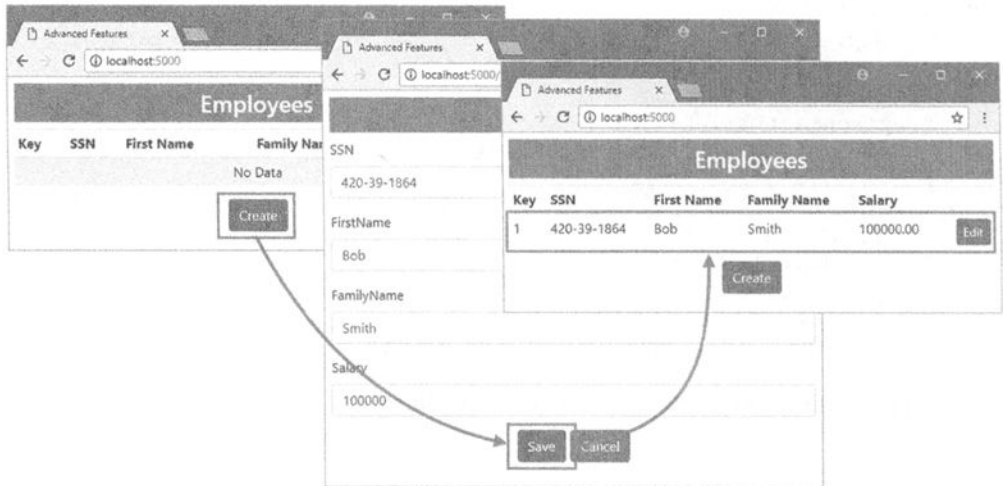 Advanced Features
localhost:5000
Employees
Key SSN First Name Family Nar
No Data
Create
Advanced Features
localhost:5000/
SSN
420-39-1864
FirstName
Bob
FamilyName
Smith
Salary
100000
Save Cancel
Advanced Features
localhost:5000
Employees
Key SSN First Name Family Name Salary
1 420-39-1864 Bob Smith 100000.00 Edit
Create